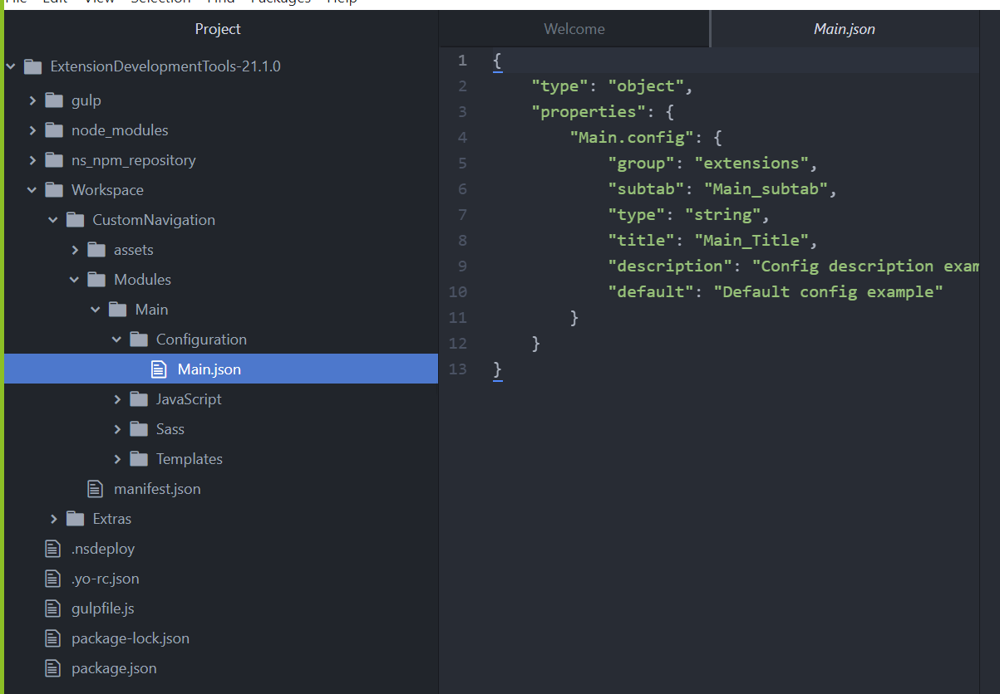 File Edit View Selection Find Packages Help
Project
ExtensionDevelopmentTools-21.1.0
gulp
node_modules
ns_npm_repository
Workspace
CustomNavigation
assets
Modules
Main
Configuration
Main.json
JavaScript
Sass
Templates
manifest.json
Extras
.nsdeploy
.yo-rc.json
gulpfile.js
package-lock.json
package.json
Welcome
Main.json
1 {
2 "type": "object",
3 "properties": {
4 "Main.config": {
5 "group": "extensions",
6 "subtab": "Main_subtab",
7 "type": "string",
8 "title": "Main_Title",
9 "description": "Config description exam
10 "default": "Default config example"
11 }
12 }
13 }